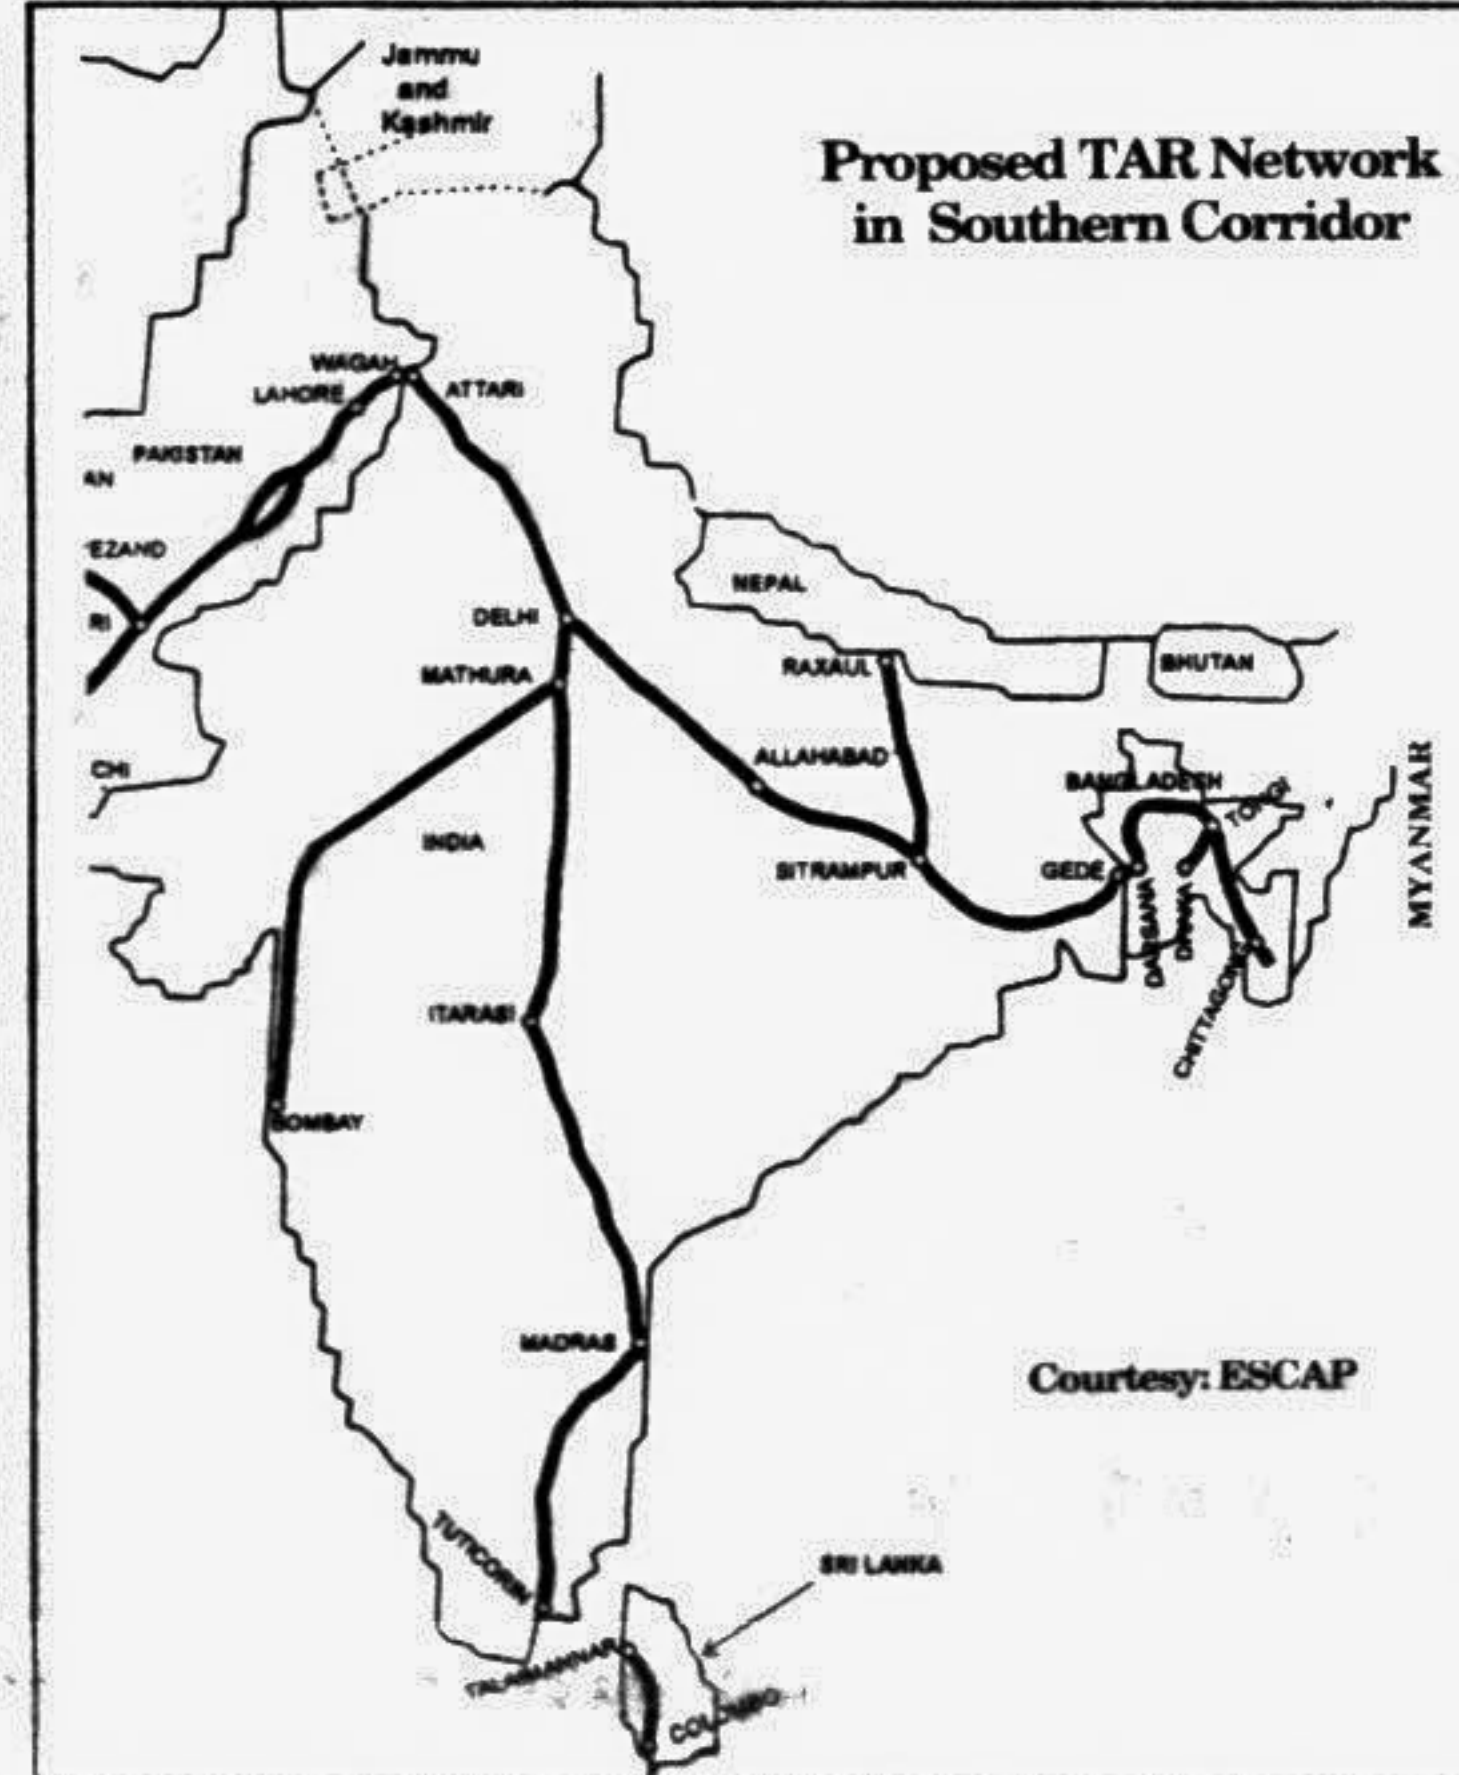 Jammu
and
Kashmir
Proposed TAR Network
in Southern Corridor
WAGAH
LAHORE
ATTARI
PAKISTAN
AN
EZAND
NEPAL
DELHI
RI
RAXAUL
BHUTAN
MATHURA
MYANMAR
ALLAHABAD
CHI
BANGLADESH
TONGI
INDIA
SITRAMPUR
GEDE
DARSANA
DHAKA
CHITTAGONG
ITARASI
BOMBAY
MADRAS
Courtesy: ESCAP
TUTICORIN
SRI LANKA
TALAIMANNAR
COLOMBO